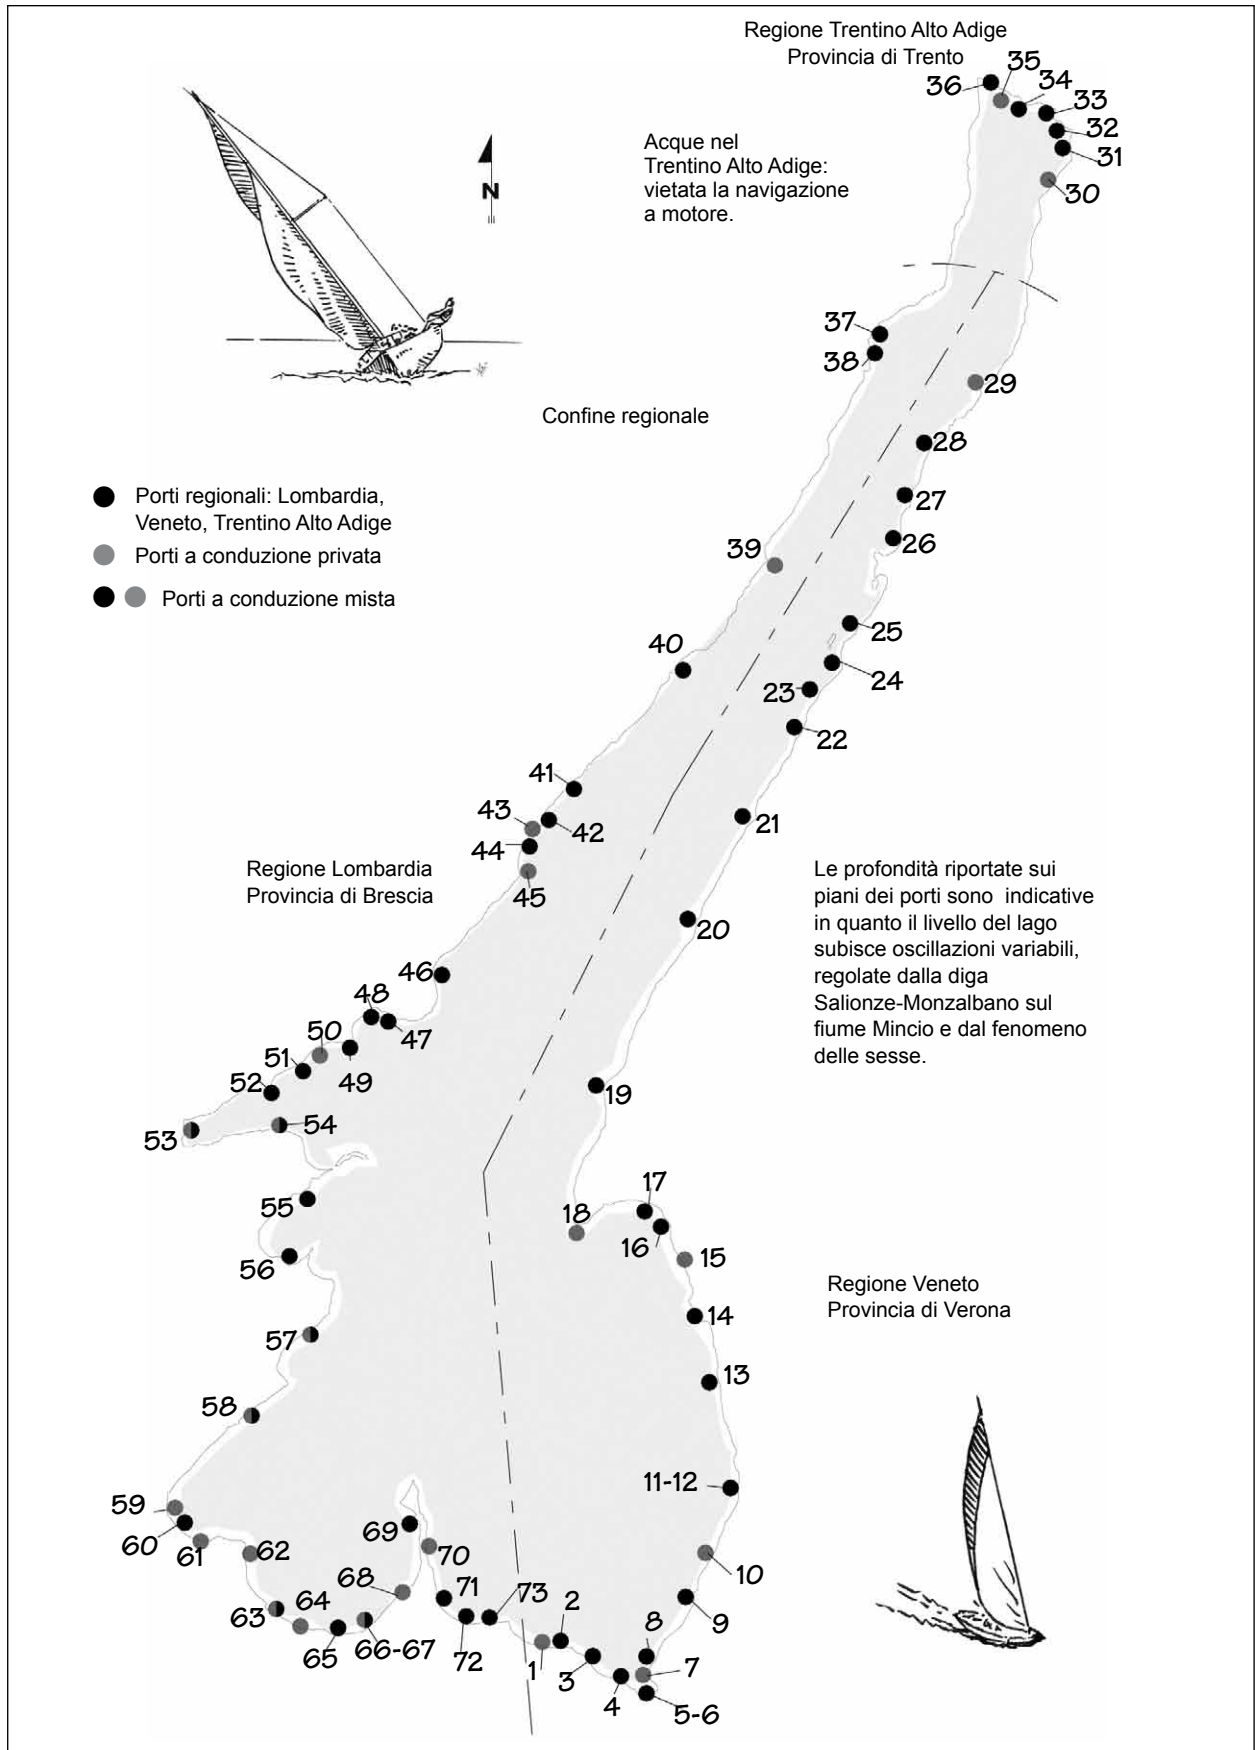 Regione Trentino Alto Adige
Provincia di Trento
35
36
34
33
32
31
30
Acque nel
Trentino Alto Adige:
vietata la navigazione
a motore.
N
37
38
29
Confine regionale
28
Porti regionali: Lombardia,
Veneto, Trentino Alto Adige
Porti a conduzione privata
Porti a conduzione mista
27
26
39
25
40
24
23
22
41
43
42
21
44
45
Regione Lombardia
Provincia di Brescia
Le profondità riportate sui
piani dei porti sono indicative
in quanto il livello del lago
subisce oscillazioni variabili,
regolate dalla diga
Salionze-Monzalbano sul
fiume Mincio e dal fenomeno
delle sesse.
20
46
48
50
47
51
49
52
19
53
54
55
17
18
16
56
15
Regione Veneto
Provincia di Verona
14
57
13
58
11-12
59
60
61
69
62
70
10
68
64
71
73
2
9
63
8
65
66-67
72
1
3
7
4
5-6